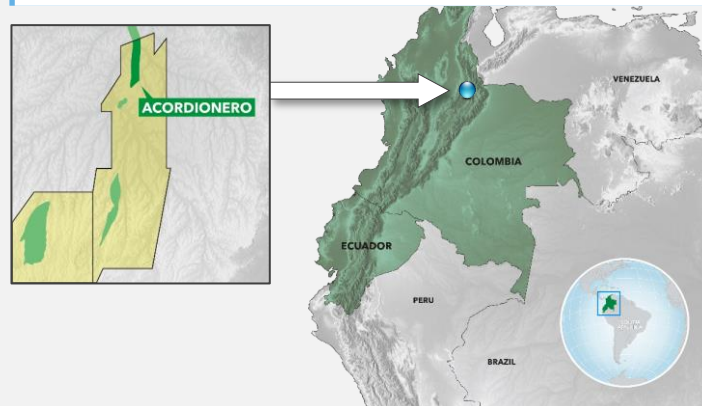 ACORDIONERO
VENEZUELA
COLOMBIA
ECUADOR
PERU
BRAZIL